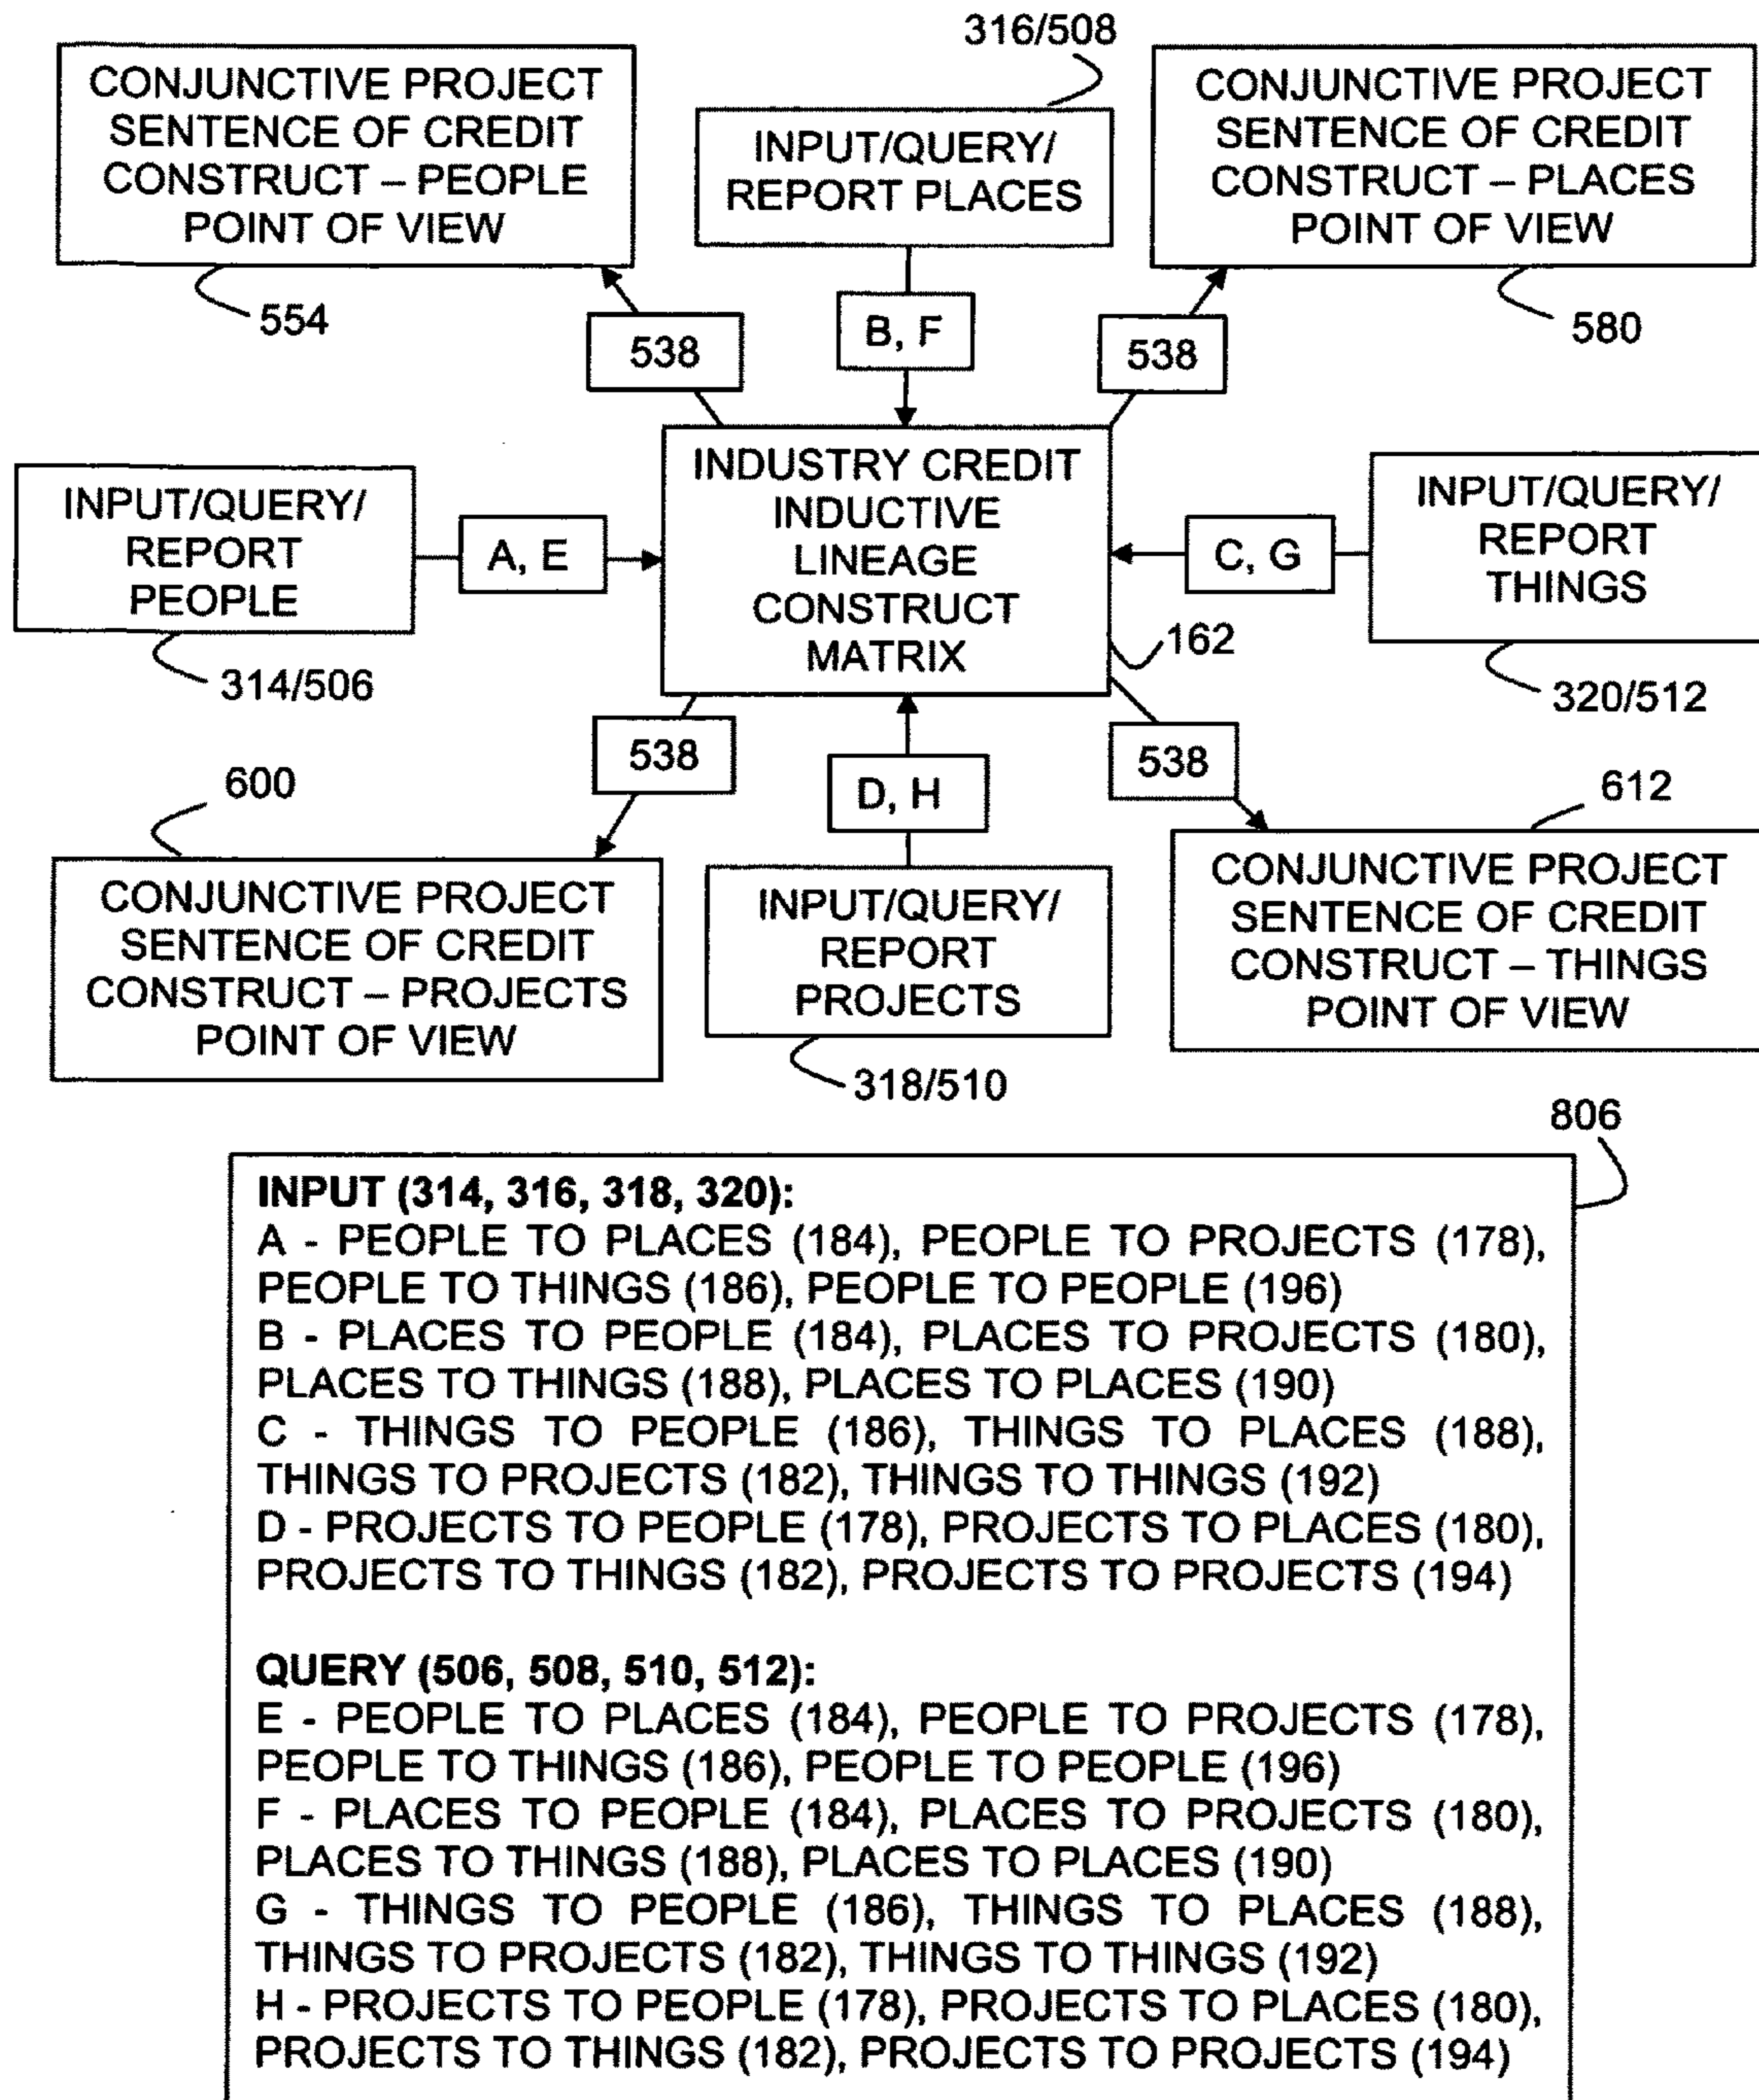 316/508
CONJUNCTIVE PROJECT
SENTENCE OF CREDIT
CONSTRUCT – PEOPLE
POINT OF VIEW
554
INPUT/QUERY/
REPORT PLACES
CONJUNCTIVE PROJECT
SENTENCE OF CREDIT
CONSTRUCT – PLACES
POINT OF VIEW
580
538
B, F
538
INPUT/QUERY/
REPORT
PEOPLE
314/506
A, E
INDUSTRY CREDIT
INDUCTIVE
LINEAGE
CONSTRUCT
MATRIX
162
C, G
INPUT/QUERY/
REPORT
THINGS
320/512
538
D, H
538
600
CONJUNCTIVE PROJECT
SENTENCE OF CREDIT
CONSTRUCT – PROJECTS
POINT OF VIEW
INPUT/QUERY/
REPORT
PROJECTS
318/510
612
CONJUNCTIVE PROJECT
SENTENCE OF CREDIT
CONSTRUCT – THINGS
POINT OF VIEW
806
INPUT (314, 316, 318, 320):
A - PEOPLE TO PLACES (184), PEOPLE TO PROJECTS (178),
PEOPLE TO THINGS (186), PEOPLE TO PEOPLE (196)
B - PLACES TO PEOPLE (184), PLACES TO PROJECTS (180),
PLACES TO THINGS (188), PLACES TO PLACES (190)
C - THINGS TO PEOPLE (186), THINGS TO PLACES (188),
THINGS TO PROJECTS (182), THINGS TO THINGS (192)
D - PROJECTS TO PEOPLE (178), PROJECTS TO PLACES (180),
PROJECTS TO THINGS (182), PROJECTS TO PROJECTS (194)
QUERY (506, 508, 510, 512):
E - PEOPLE TO PLACES (184), PEOPLE TO PROJECTS (178),
PEOPLE TO THINGS (186), PEOPLE TO PEOPLE (196)
F - PLACES TO PEOPLE (184), PLACES TO PROJECTS (180),
PLACES TO THINGS (188), PLACES TO PLACES (190)
G - THINGS TO PEOPLE (186), THINGS TO PLACES (188),
THINGS TO PROJECTS (182), THINGS TO THINGS (192)
H - PROJECTS TO PEOPLE (178), PROJECTS TO PLACES (180),
PROJECTS TO THINGS (182), PROJECTS TO PROJECTS (194)